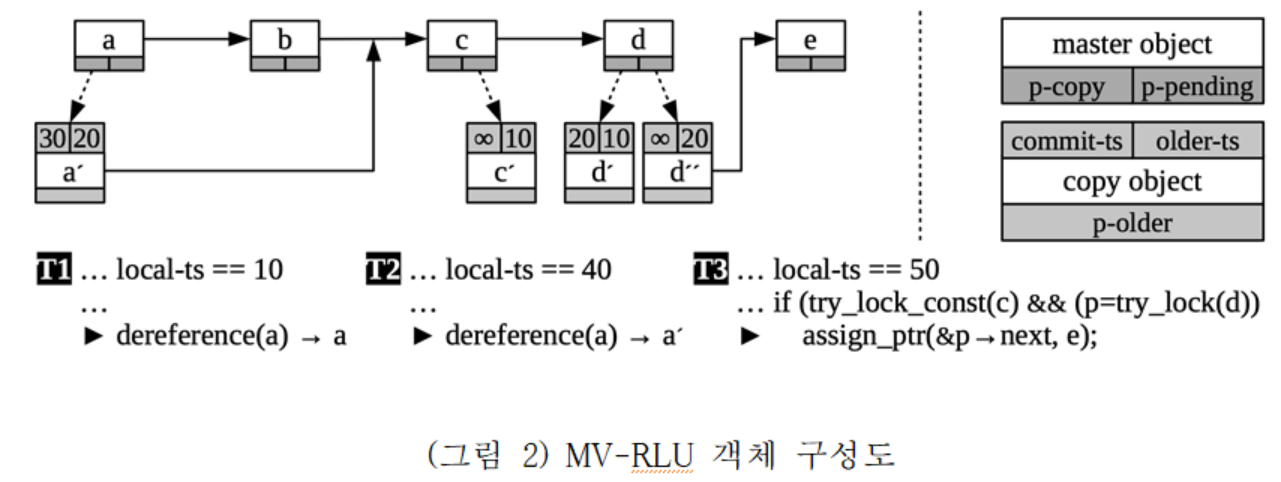 a b c d e
master object
p-copy p-pending
30 20 ∞ 10 20 10 ∞ 20
a´ c´ d´ d´´
commit-ts older-ts
copy object
p-older
T1 … local-ts == 10
…
► dereference(a) → a
T2 … local-ts == 40
…
► dereference(a) → a´
T3 … local-ts == 50
… if (try_lock_const(c) && (p=try_lock(d))
► assign_ptr(&p→next, e);
(그림 2) MV-RLU 객체 구성도